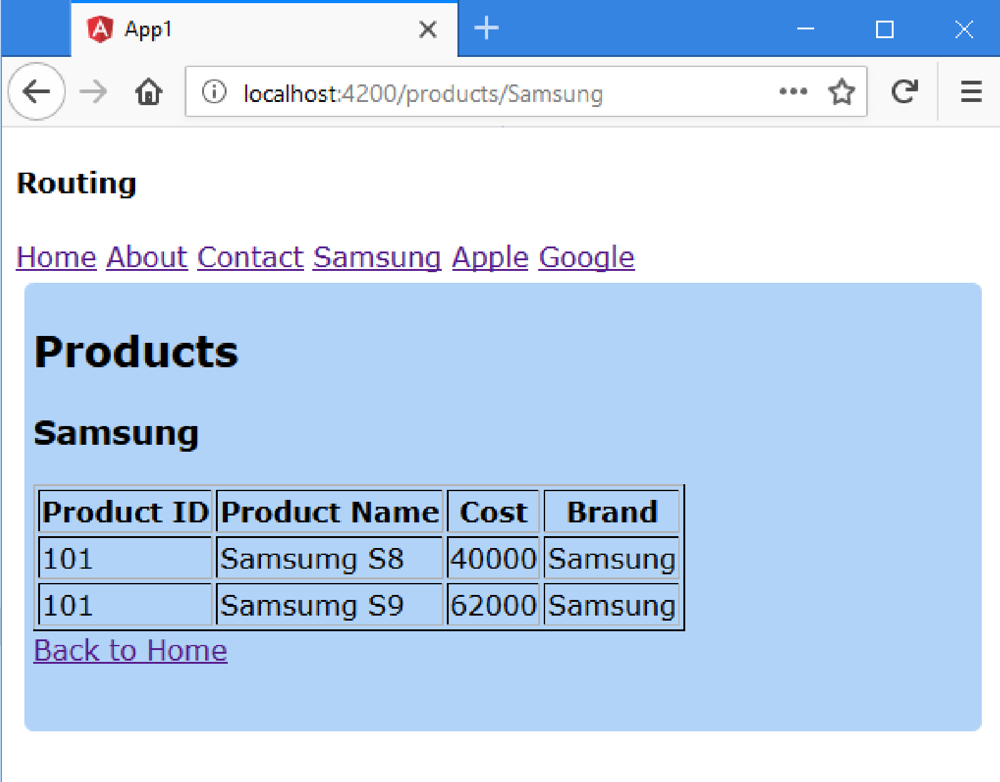 App1
localhost:4200/products/Samsung
Routing
Home About Contact Samsung Apple Google
Products
Samsung
Product ID Product Name Cost Brand
101 Samsumg S8 40000 Samsung
101 Samsumg S9 62000 Samsung
Back to Home